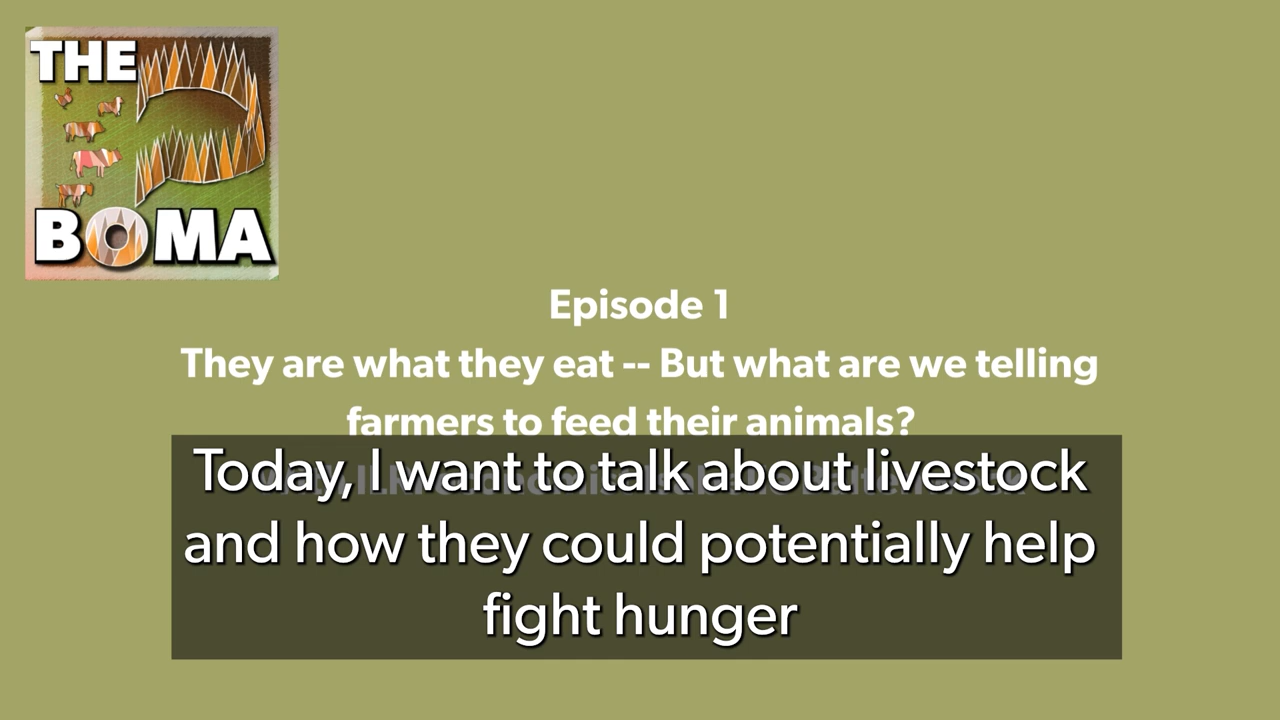 THE
BOMA
Episode 1
They are what they eat -- But what are we telling
farmers to feed their animals?
Today, I want to talk about livestock
and how they could potentially help
fight hunger